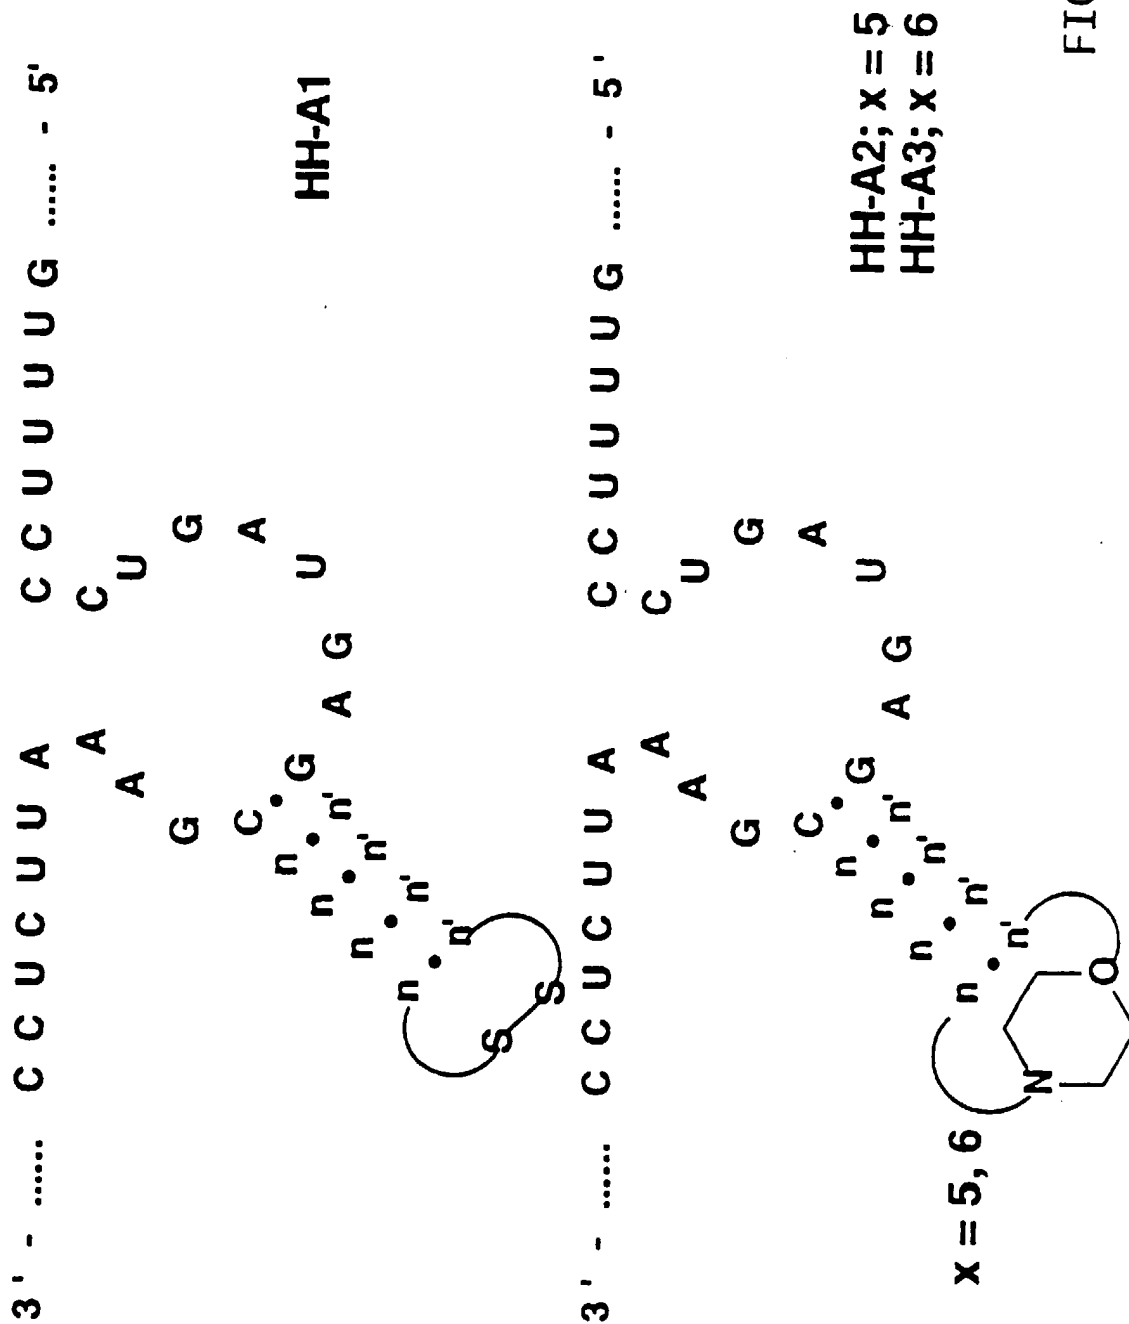 3' - ...... C C U C U U A C C U U U U G ...... - 5'
A C
A U
G G
C A
C • G U
n • n' A G
n • n'
n • n'
n • n'
S S
HH-A1
3' - ...... C C U C U U A C C U U U U G ...... - 5'
A C
A U
G G
C A
C • G U
n • n' A G
n • n'
n • n'
n • n'
N O
x = 5, 6
HH-A2; x = 5
HH-A3; x = 6